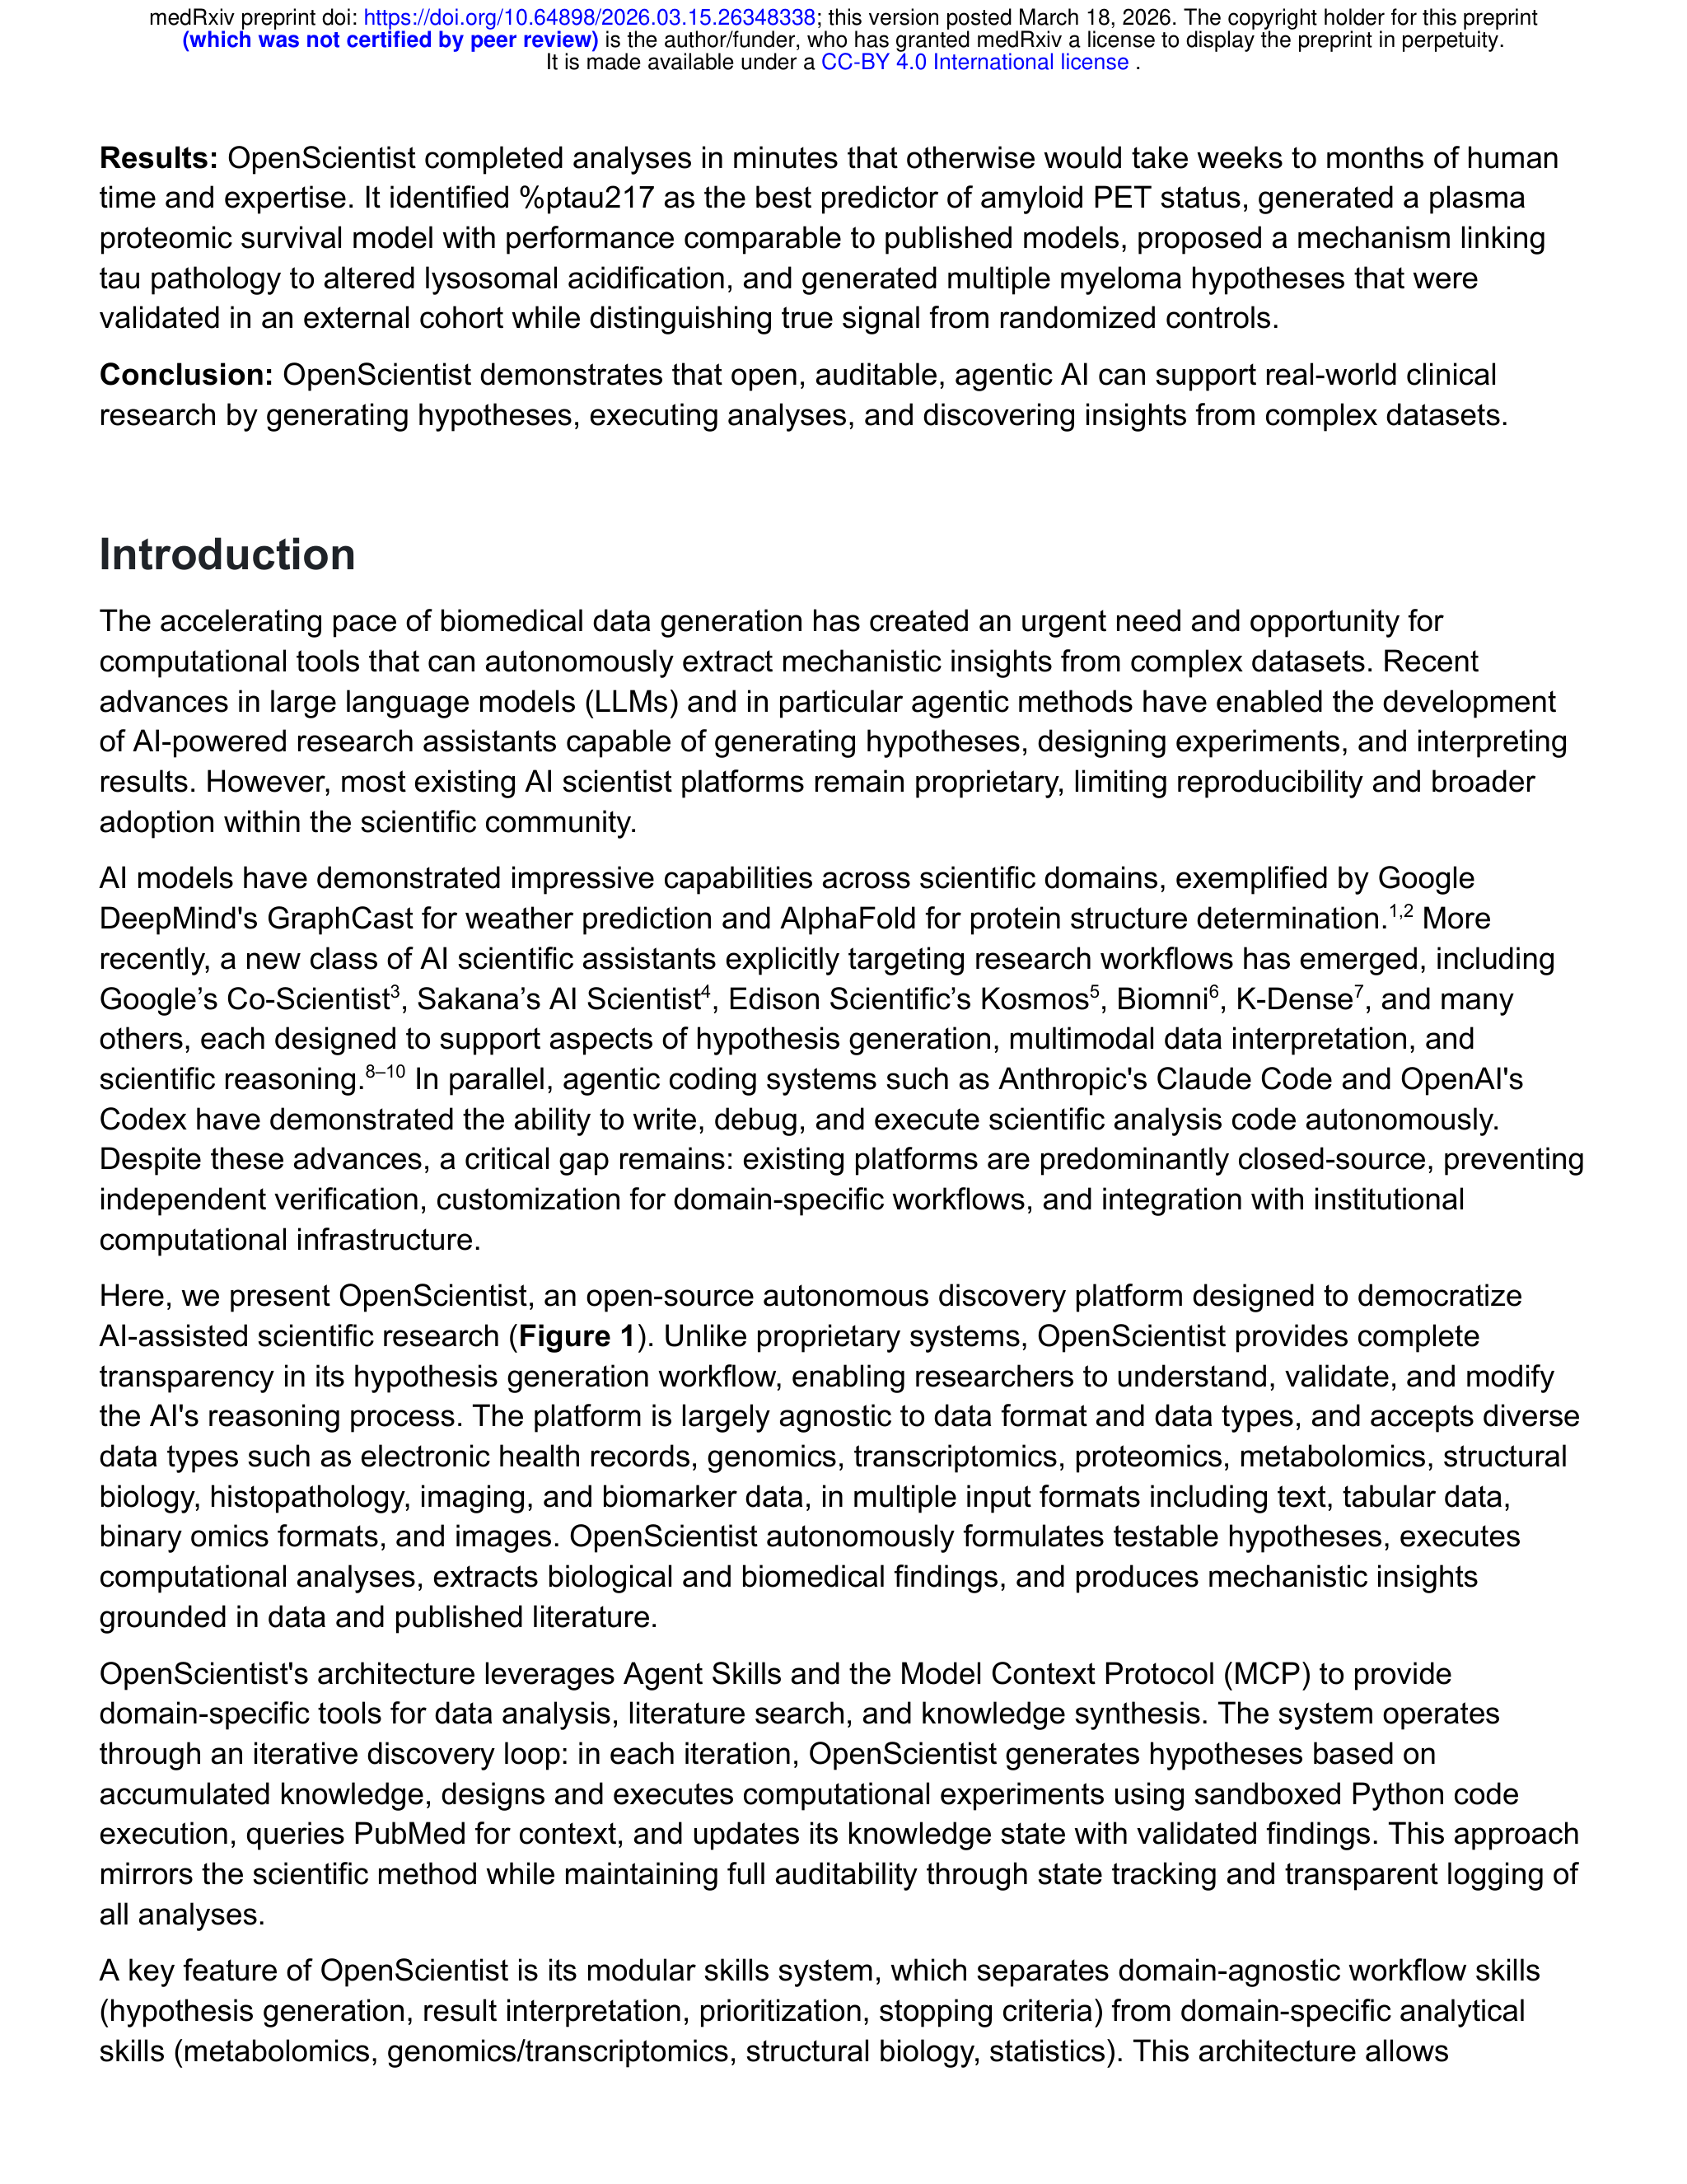 medRxiv preprint doi: https://doi.org/10.64898/2026.03.15.26348338; this version posted March 18, 2026. The copyright holder for this preprint
(which was not certified by peer review) is the author/funder, who has granted medRxiv a license to display the preprint in perpetuity.
It is made available under a CC-BY 4.0 International license .
Results: OpenScientist completed analyses in minutes that otherwise would take weeks to months of human
time and expertise. It identified %ptau217 as the best predictor of amyloid PET status, generated a plasma
proteomic survival model with performance comparable to published models, proposed a mechanism linking
tau pathology to altered lysosomal acidification, and generated multiple myeloma hypotheses that were
validated in an external cohort while distinguishing true signal from randomized controls.
Conclusion: OpenScientist demonstrates that open, auditable, agentic AI can support real-world clinical
research by generating hypotheses, executing analyses, and discovering insights from complex datasets.
Introduction
The accelerating pace of biomedical data generation has created an urgent need and opportunity for
computational tools that can autonomously extract mechanistic insights from complex datasets. Recent
advances in large language models (LLMs) and in particular agentic methods have enabled the development
of AI-powered research assistants capable of generating hypotheses, designing experiments, and interpreting
results. However, most existing AI scientist platforms remain proprietary, limiting reproducibility and broader
adoption within the scientific community.
AI models have demonstrated impressive capabilities across scientific domains, exemplified by Google
DeepMind's GraphCast for weather prediction and AlphaFold for protein structure determination.1,2 More
recently, a new class of AI scientific assistants explicitly targeting research workflows has emerged, including
Google’s Co-Scientist3, Sakana’s AI Scientist4, Edison Scientific’s Kosmos5, Biomni6, K-Dense7, and many
others, each designed to support aspects of hypothesis generation, multimodal data interpretation, and
scientific reasoning.8–10 In parallel, agentic coding systems such as Anthropic's Claude Code and OpenAI's
Codex have demonstrated the ability to write, debug, and execute scientific analysis code autonomously.
Despite these advances, a critical gap remains: existing platforms are predominantly closed-source, preventing
independent verification, customization for domain-specific workflows, and integration with institutional
computational infrastructure.
Here, we present OpenScientist, an open-source autonomous discovery platform designed to democratize
AI-assisted scientific research (Figure 1). Unlike proprietary systems, OpenScientist provides complete
transparency in its hypothesis generation workflow, enabling researchers to understand, validate, and modify
the AI's reasoning process. The platform is largely agnostic to data format and data types, and accepts diverse
data types such as electronic health records, genomics, transcriptomics, proteomics, metabolomics, structural
biology, histopathology, imaging, and biomarker data, in multiple input formats including text, tabular data,
binary omics formats, and images. OpenScientist autonomously formulates testable hypotheses, executes
computational analyses, extracts biological and biomedical findings, and produces mechanistic insights
grounded in data and published literature.
OpenScientist's architecture leverages Agent Skills and the Model Context Protocol (MCP) to provide
domain-specific tools for data analysis, literature search, and knowledge synthesis. The system operates
through an iterative discovery loop: in each iteration, OpenScientist generates hypotheses based on
accumulated knowledge, designs and executes computational experiments using sandboxed Python code
execution, queries PubMed for context, and updates its knowledge state with validated findings. This approach
mirrors the scientific method while maintaining full auditability through state tracking and transparent logging of
all analyses.
A key feature of OpenScientist is its modular skills system, which separates domain-agnostic workflow skills
(hypothesis generation, result interpretation, prioritization, stopping criteria) from domain-specific analytical
skills (metabolomics, genomics/transcriptomics, structural biology, statistics). This architecture allows